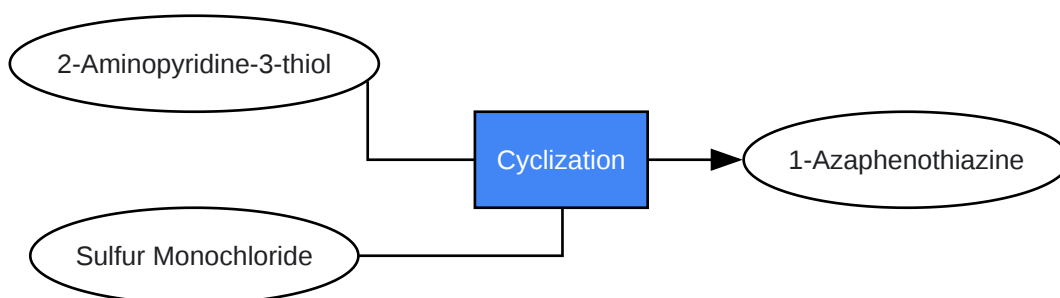 2-Aminopyridine-3-thiol
Cyclization
1-Azaphenothiazine
Sulfur Monochloride